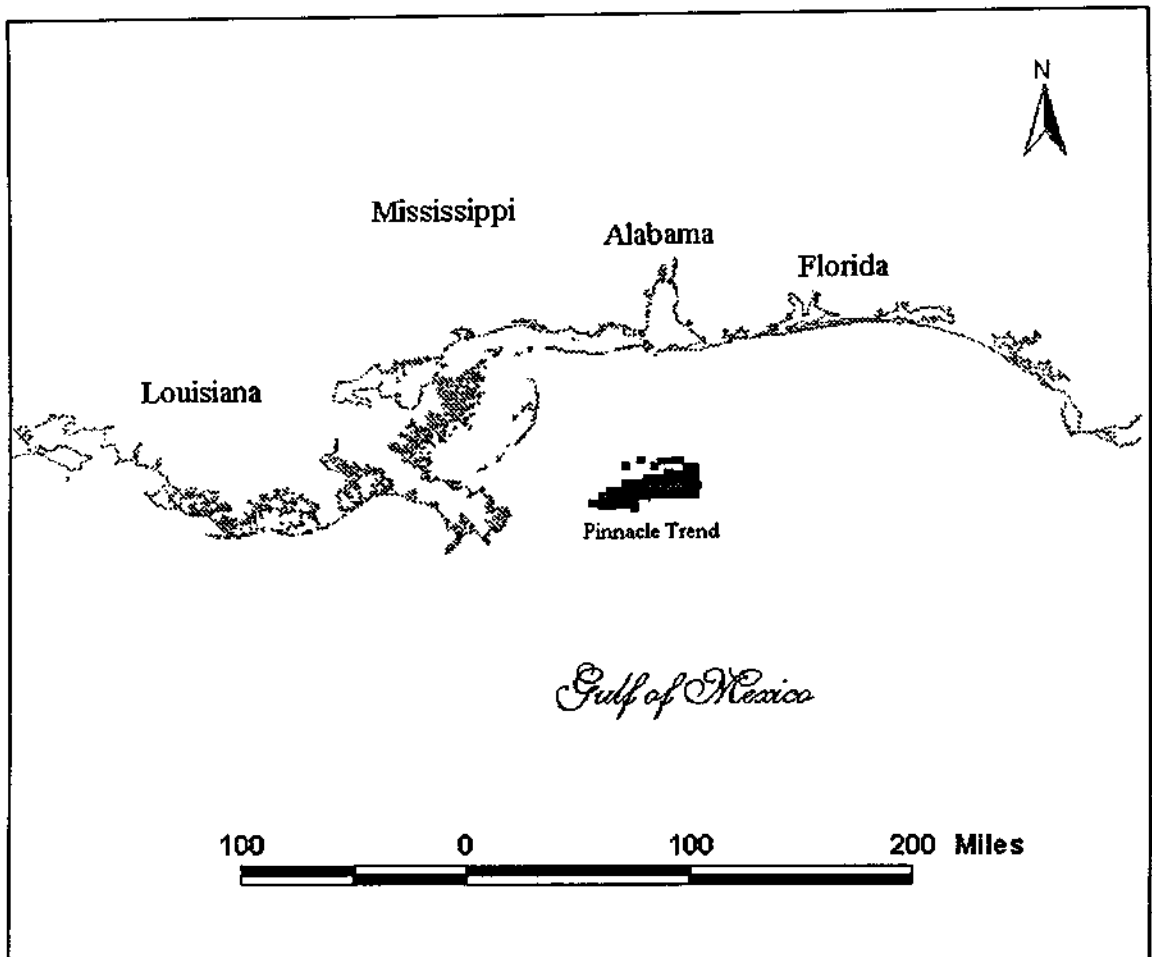 N
Mississippi
Alabama
Florida
Louisiana
Pinnacle Trend
Gulf of Mexico
100 0 100 200 Miles